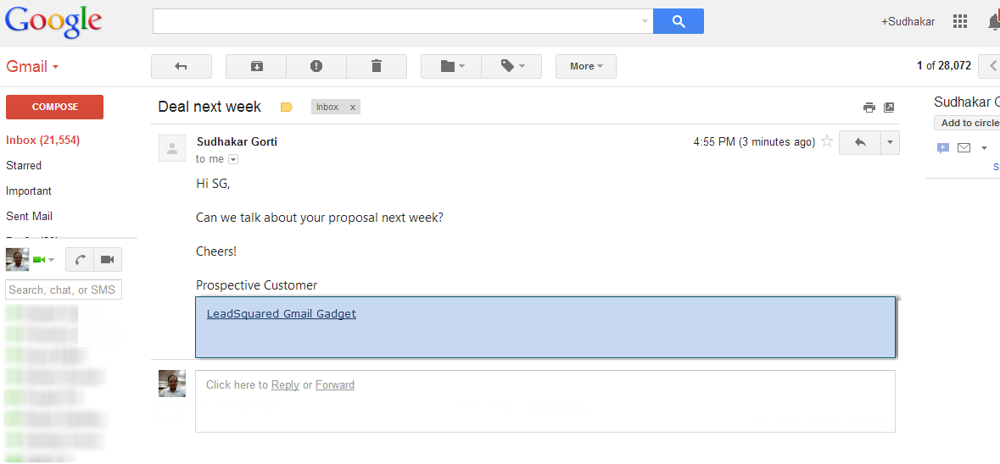 Google
+Sudhakar
Gmail
More
1 of 28,072
COMPOSE
Deal next week
Inbox x
Sudhakar G
Add to circle
Inbox (21,554)
Sudhakar Gorti
4:55 PM (3 minutes ago)
to me
Starred
Hi SG,
Important
Can we talk about your proposal next week?
Sent Mail
Cheers!
Prospective Customer
Search, chat, or SMS
LeadSquared Gmail Gadget
Click here to Reply or Forward